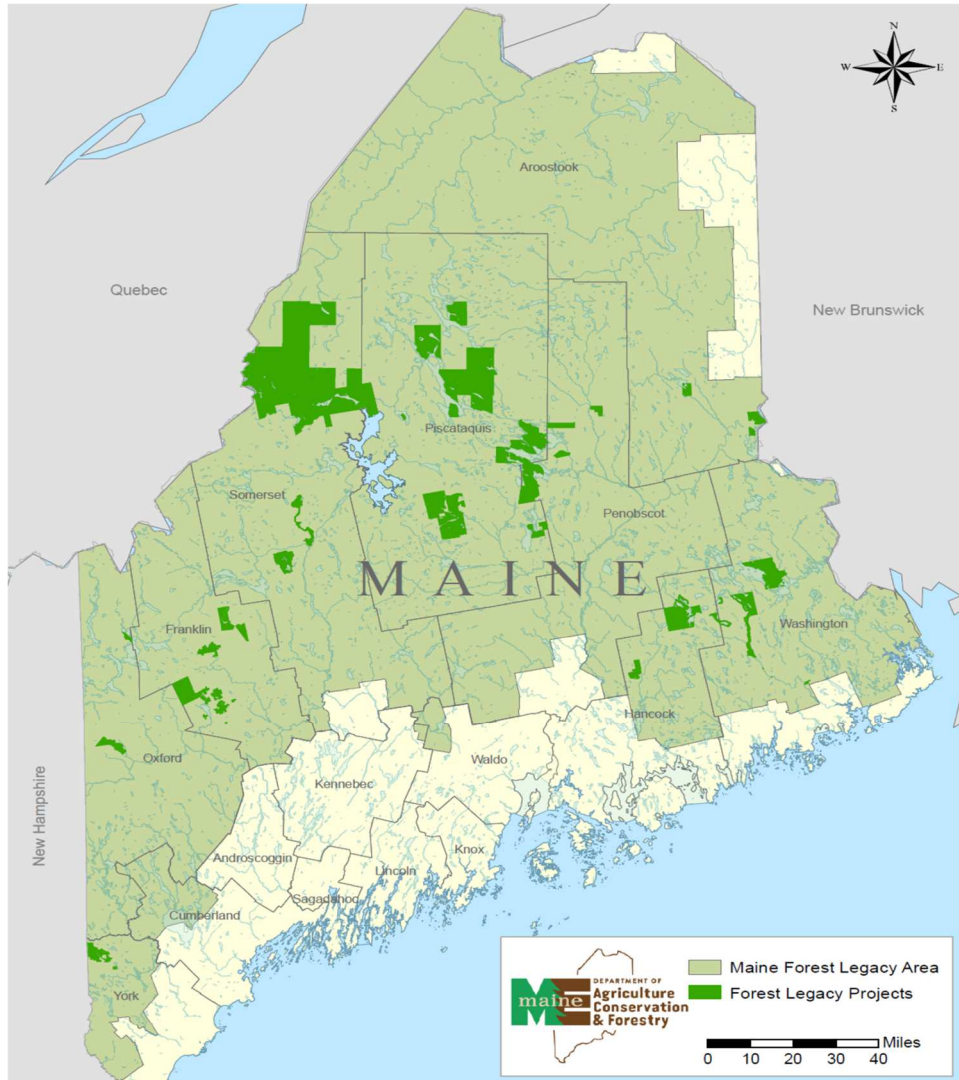 N
W E
S
Aroostook
Quebec
New Brunswick
Piscataquis
Somerset
Penobscot
MAINE
Franklin
Washington
Hancock
Oxford
Waldo
Kennebec
New Hampshire
Androscoggin
Knox
Lincoln
Sagadahoc
Cumberland
York
maine
DEPARTMENT OF
Agriculture
Conservation
& Forestry
Maine Forest Legacy Area
Forest Legacy Projects
Miles
0 10 20 30 40